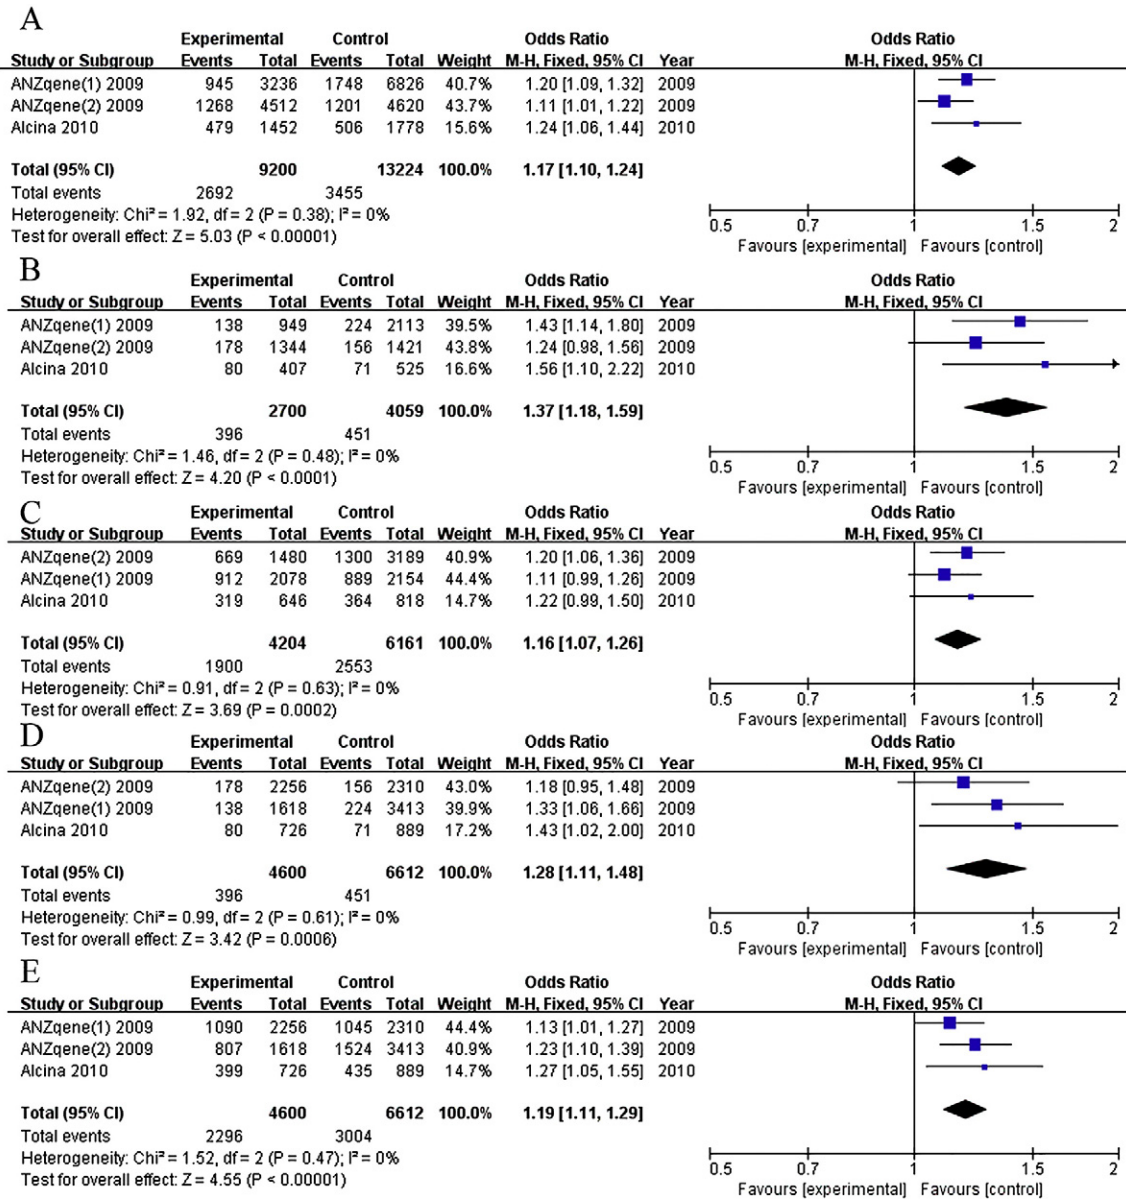 A
Experimental Control Odds Ratio Odds Ratio
Study or Subgroup Events Total Events Total Weight M-H, Fixed, 95% CI Year M-H, Fixed, 95% CI
ANZgene(1) 2009 945 3236 1748 6826 40.7% 1.20 [1.09, 1.32] 2009
ANZgene(2) 2009 1268 4512 1201 4620 43.7% 1.11 [1.01, 1.22] 2009
Alcina 2010 479 1452 506 1778 15.6% 1.24 [1.06, 1.44] 2010
Total (95% CI) 9200 13224 100.0% 1.17 [1.10, 1.24]
Total events 2692 3455
Heterogeneity: Chi² = 1.92, df = 2 (P = 0.38); I² = 0%
Test for overall effect: Z = 5.03 (P < 0.00001)
0.5 0.7 1 1.5 2
Favours [experimental] Favours [control]
B
Experimental Control Odds Ratio Odds Ratio
Study or Subgroup Events Total Events Total Weight M-H, Fixed, 95% CI Year M-H, Fixed, 95% CI
ANZgene(1) 2009 138 949 224 2113 39.5% 1.43 [1.14, 1.80] 2009
ANZgene(2) 2009 178 1344 156 1421 43.8% 1.24 [0.98, 1.56] 2009
Alcina 2010 80 407 71 525 16.6% 1.56 [1.10, 2.22] 2010
Total (95% CI) 2700 4059 100.0% 1.37 [1.18, 1.59]
Total events 396 451
Heterogeneity: Chi² = 1.46, df = 2 (P = 0.48); I² = 0%
Test for overall effect: Z = 4.20 (P < 0.0001)
0.5 0.7 1 1.5 2
Favours [experimental] Favours [control]
C
Experimental Control Odds Ratio Odds Ratio
Study or Subgroup Events Total Events Total Weight M-H, Fixed, 95% CI Year M-H, Fixed, 95% CI
ANZgene(2) 2009 669 1480 1300 3189 40.9% 1.20 [1.06, 1.36] 2009
ANZgene(1) 2009 912 2078 889 2154 44.4% 1.11 [0.99, 1.26] 2009
Alcina 2010 319 646 364 818 14.7% 1.22 [0.99, 1.50] 2010
Total (95% CI) 4204 6161 100.0% 1.16 [1.07, 1.26]
Total events 1900 2553
Heterogeneity: Chi² = 0.91, df = 2 (P = 0.63); I² = 0%
Test for overall effect: Z = 3.69 (P = 0.0002)
0.5 0.7 1 1.5 2
Favours [experimental] Favours [control]
D
Experimental Control Odds Ratio Odds Ratio
Study or Subgroup Events Total Events Total Weight M-H, Fixed, 95% CI Year M-H, Fixed, 95% CI
ANZgene(2) 2009 178 2256 156 2310 43.0% 1.18 [0.95, 1.48] 2009
ANZgene(1) 2009 138 1618 224 3413 39.9% 1.33 [1.06, 1.66] 2009
Alcina 2010 80 726 71 889 17.2% 1.43 [1.02, 2.00] 2010
Total (95% CI) 4600 6612 100.0% 1.28 [1.11, 1.48]
Total events 396 451
Heterogeneity: Chi² = 0.99, df = 2 (P = 0.61); I² = 0%
Test for overall effect: Z = 3.42 (P = 0.0006)
0.5 0.7 1 1.5 2
Favours [experimental] Favours [control]
E
Experimental Control Odds Ratio Odds Ratio
Study or Subgroup Events Total Events Total Weight M-H, Fixed, 95% CI Year M-H, Fixed, 95% CI
ANZgene(1) 2009 1090 2256 1045 2310 44.4% 1.13 [1.01, 1.27] 2009
ANZgene(2) 2009 807 1618 1524 3413 40.9% 1.23 [1.10, 1.39] 2009
Alcina 2010 399 726 435 889 14.7% 1.27 [1.05, 1.55] 2010
Total (95% CI) 4600 6612 100.0% 1.19 [1.11, 1.29]
Total events 2296 3004
Heterogeneity: Chi² = 1.52, df = 2 (P = 0.47); I² = 0%
Test for overall effect: Z = 4.55 (P < 0.00001)
0.5 0.7 1 1.5 2
Favours [experimental] Favours [control]